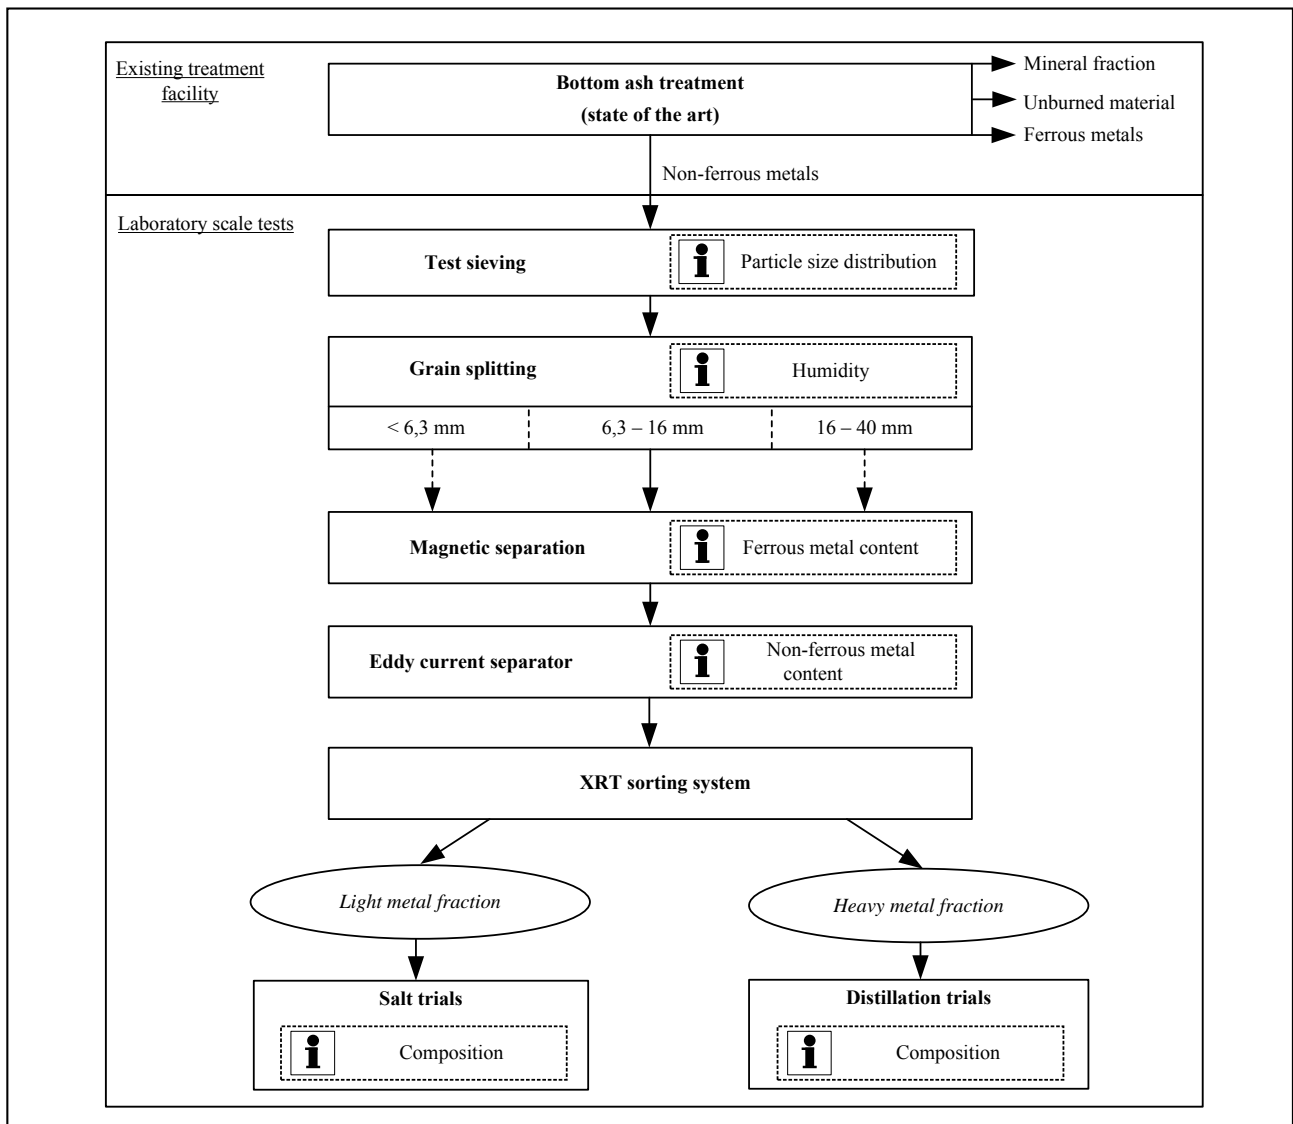 Existing treatment
facility
Bottom ash treatment
(state of the art)
Mineral fraction
Unburned material
Ferrous metals
Non-ferrous metals
Laboratory scale tests
Test sieving
Particle size distribution
Grain splitting
Humidity
< 6,3 mm
6,3 – 16 mm
16 – 40 mm
Magnetic separation
Ferrous metal content
Eddy current separator
Non-ferrous metal
content
XRT sorting system
Light metal fraction
Heavy metal fraction
Salt trials
Composition
Distillation trials
Composition